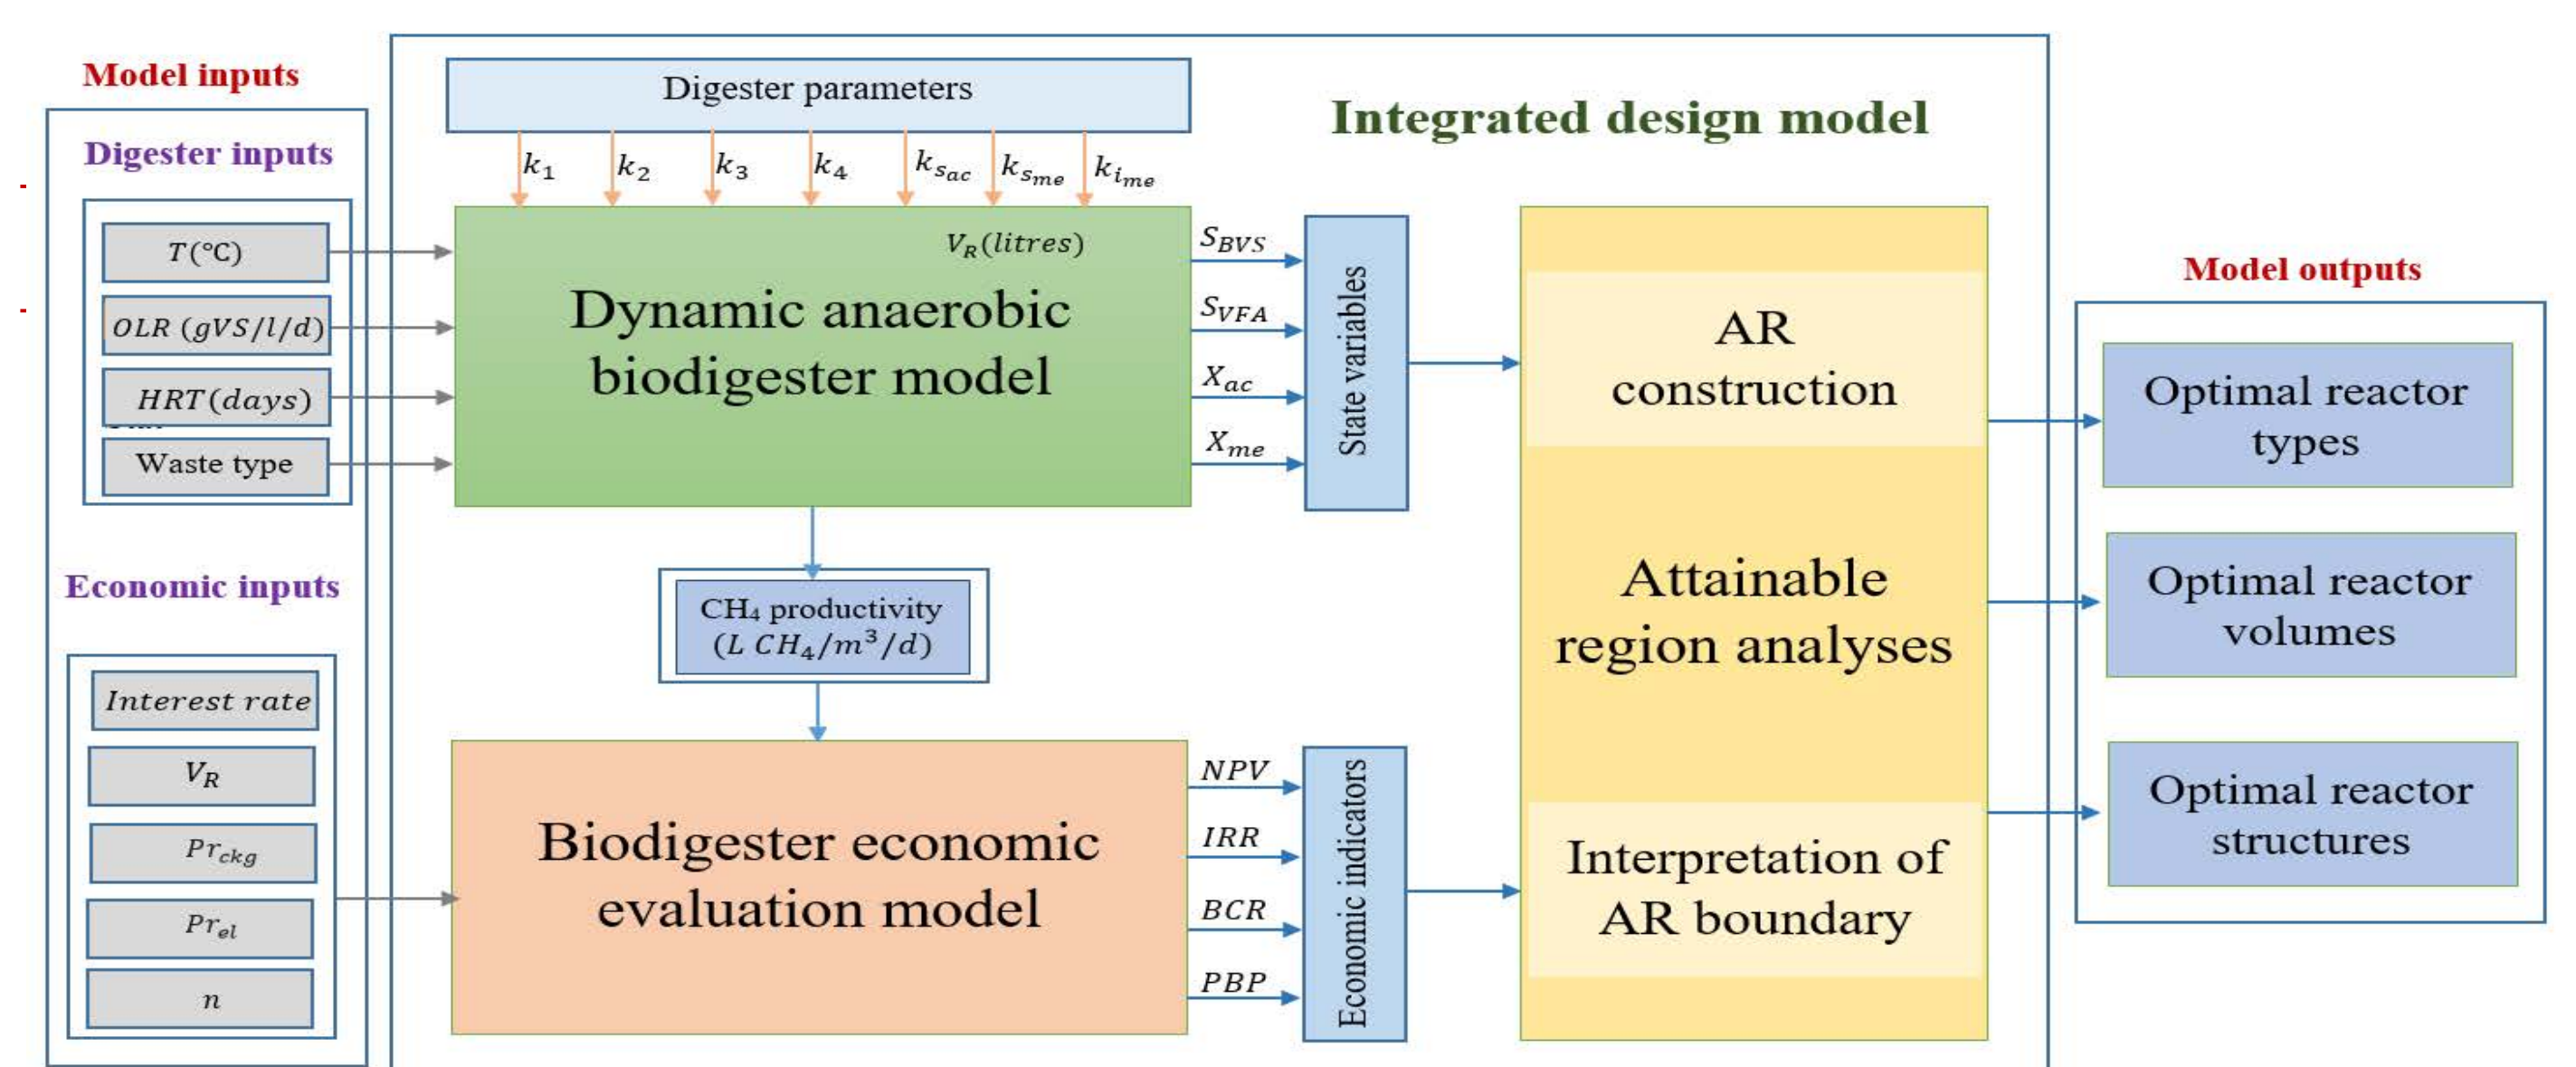 Model inputs
Digester inputs
T(°C)
OLR (gVS/l/d)
HRT(days)
Waste type
Economic inputs
Interest rate
V_R
Pr_ckg
Pr_el
n
Digester parameters
k_1 k_2 k_3 k_4 k_s_ac k_s_me k_i_me
Integrated design model
V_R(litres)
Dynamic anaerobic
biodigester model
S_BVS
S_VFA
X_ac
X_me
State variables
CH₄ productivity
(L CH₄/m³/d)
Biodigester economic
evaluation model
NPV
IRR
BCR
PBP
Economic indicators
AR
construction
Attainable
region analyses
Interpretation of
AR boundary
Model outputs
Optimal reactor
types
Optimal reactor
volumes
Optimal reactor
structures